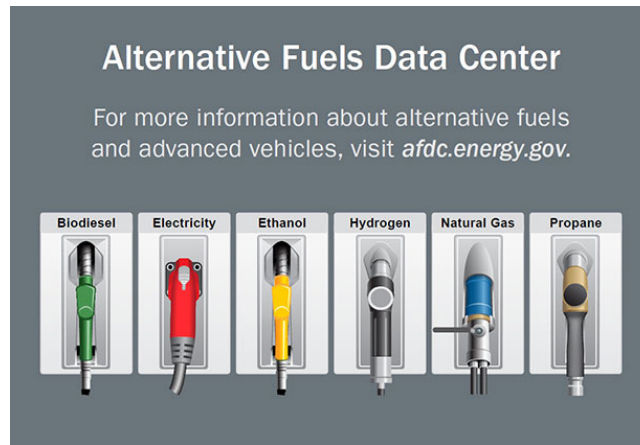 Alternative Fuels Data Center
For more information about alternative fuels
and advanced vehicles, visit afdc.energy.gov.
Biodiesel Electricity Ethanol Hydrogen Natural Gas Propane